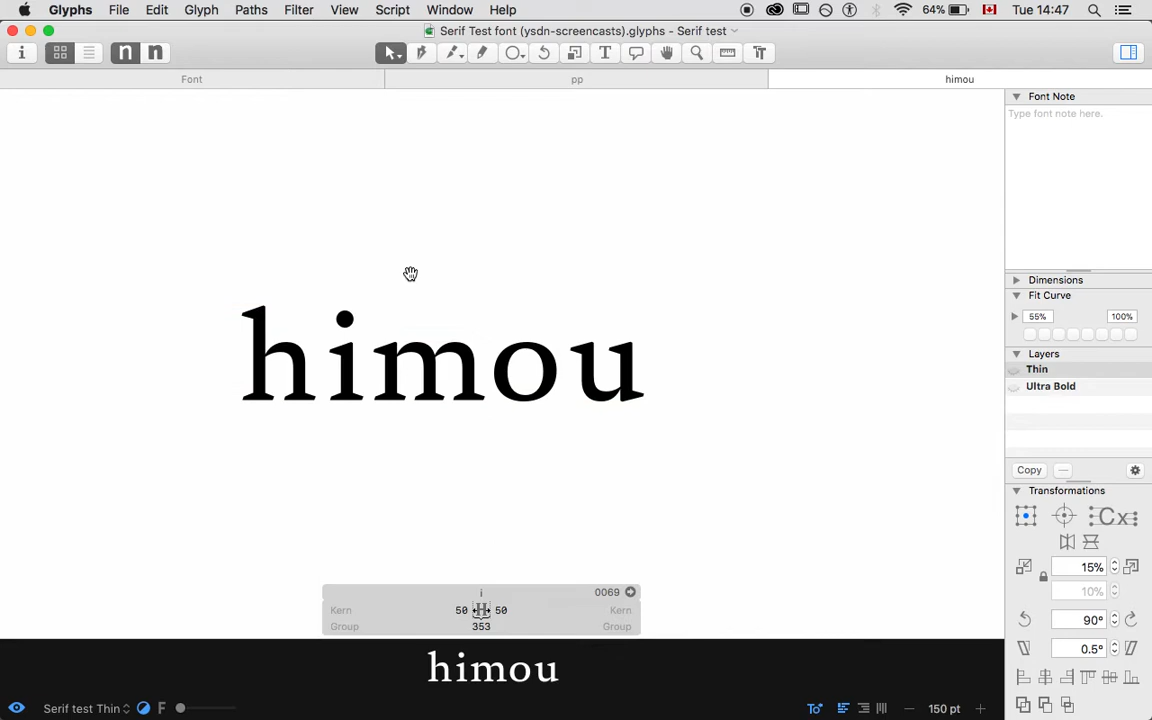 Glyphs File Edit Glyph Paths Filter View Script Window Help 64% Tue 14:47
Serif Test font (ysdn-screencasts).glyphs - Serif test
n n T
Font pp himou
Font Note
Type font note here.
himou
Dimensions
Fit Curve
55% 100%
Layers
Thin
Ultra Bold
Copy
Transformations
Cx
15%
10%
90°
0.5°
i 0069
Kern 50 H 50 Kern
Group 353 Group
himou
Serif test Thin F 150 pt